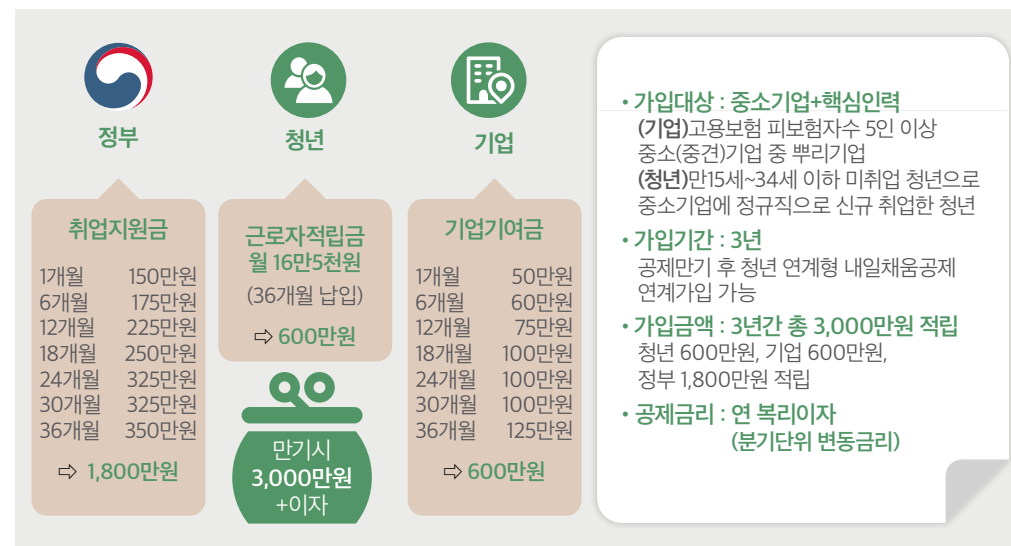 정부
취업지원금
1개월 150만원
6개월 175만원
12개월 225만원
18개월 250만원
24개월 325만원
30개월 325만원
36개월 350만원
⇨ 1,800만원
청년
근로자적립금
월 16만5천원
(36개월 납입)
⇨ 600만원
만기시
3,000만원
+이자
기업
기업기여금
1개월 50만원
6개월 60만원
12개월 75만원
18개월 100만원
24개월 100만원
30개월 100만원
36개월 125만원
⇨ 600만원
• 가입대상 : 중소기업+핵심인력
(기업)고용보험 피보험자수 5인 이상
중소(중견)기업 중 뿌리기업
(청년)만15세~34세 이하 미취업 청년으로
중소기업에 정규직으로 신규 취업한 청년
• 가입기간 : 3년
공제만기 후 청년 연계형 내일채움공제
연계가입 가능
• 가입금액 : 3년간 총 3,000만원 적립
청년 600만원, 기업 600만원,
정부 1,800만원 적립
• 공제금리 : 연 복리이자
(분기단위 변동금리)